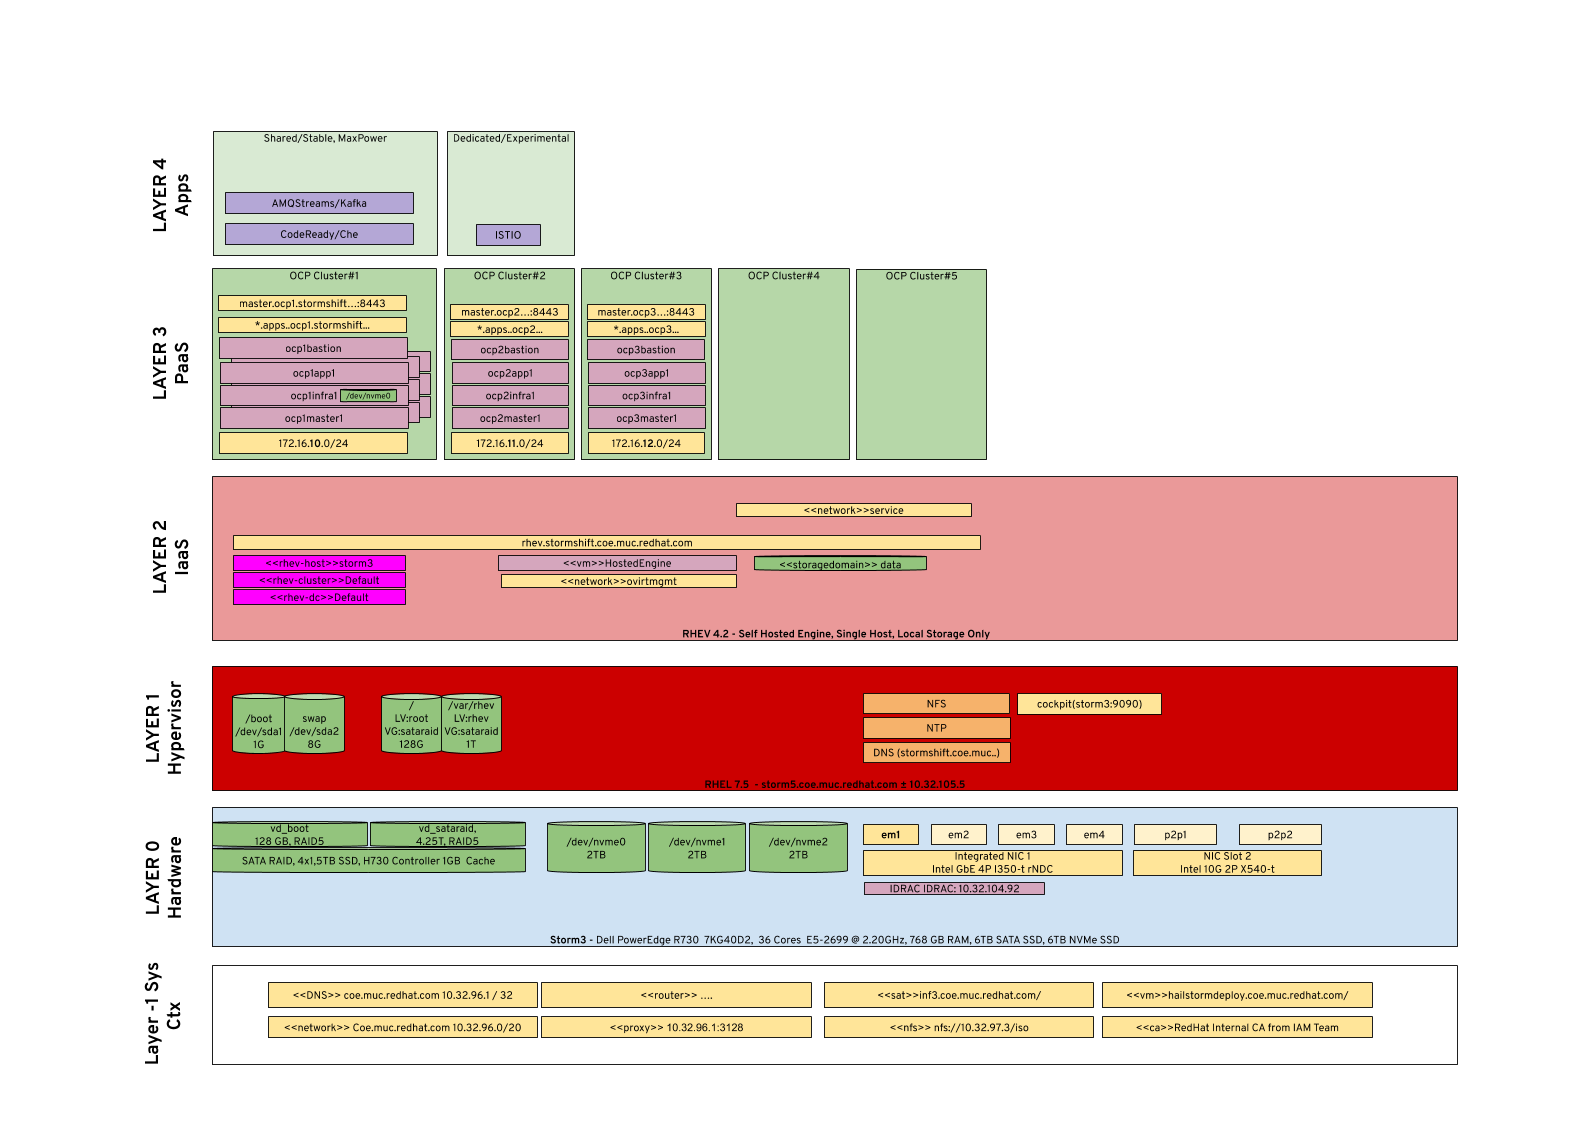 LAYER 4
Apps
Shared/Stable, MaxPower
AMQStreams/Kafka
CodeReady/Che
Dedicated/Experimental
ISTIO
LAYER 3
PaaS
OCP Cluster#1
master.ocp1.stormshift...:8443
*.apps..ocp1.stormshift...
ocp1bastion
ocp1app1
ocp1infra1
/dev/nvme0
ocp1master1
172.16.10.0/24
OCP Cluster#2
master.ocp2...:8443
*.apps..ocp2...
ocp2bastion
ocp2app1
ocp2infra1
ocp2master1
172.16.11.0/24
OCP Cluster#3
master.ocp3...:8443
*.apps..ocp3...
ocp3bastion
ocp3app1
ocp3infra1
ocp3master1
172.16.12.0/24
OCP Cluster#4
OCP Cluster#5
LAYER 2
IaaS
<<network>>service
rhev.stormshift.coe.muc.redhat.com
<<rhev-host>>storm3
<<rhev-cluster>>Default
<<rhev-dc>>Default
<<vm>>HostedEngine
<<network>>ovirtmgmt
<<storagedomain>> data
RHEV 4.2 - Self Hosted Engine, Single Host, Local Storage Only
LAYER 1
Hypervisor
/boot
/dev/sda1
1G
swap
/dev/sda2
8G
/
LV:root
VG:sataraid
128G
/var/rhev
LV:rhev
VG:sataraid
1T
NFS
NTP
DNS (stormshift.coe.muc..)
cockpit(storm3:9090)
RHEL 7.5 - storm5.coe.muc.redhat.com ± 10.32.105.5
LAYER 0
Hardware
vd_boot
128 GB, RAID5
vd_sataraid,
4.25T, RAID5
SATA RAID, 4x1,5TB SSD, H730 Controller 1GB Cache
/dev/nvme0
2TB
/dev/nvme1
2TB
/dev/nvme2
2TB
em1
em2
em3
em4
p2p1
p2p2
Integrated NIC 1
Intel GbE 4P I350-t rNDC
NIC Slot 2
Intel 10G 2P X540-t
IDRAC IDRAC: 10.32.104.92
Storm3 - Dell PowerEdge R730 7KG40D2, 36 Cores E5-2699 @ 2.20GHz, 768 GB RAM, 6TB SATA SSD, 6TB NVMe SSD
Layer -1 Sys
Ctx
<<DNS>> coe.muc.redhat.com 10.32.96.1 / 32
<<router>> ....
<<sat>>inf3.coe.muc.redhat.com/
<<vm>>hailstormdeploy.coe.muc.redhat.com/
<<network>> Coe.muc.redhat.com 10.32.96.0/20
<<proxy>> 10.32.96.1:3128
<<nfs>> nfs://10.32.97.3/iso
<<ca>>RedHat Internal CA from IAM Team